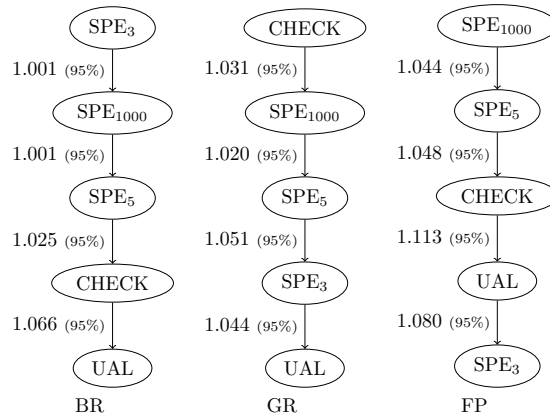 SPE₃
1.001 (95%)
SPE₁₀₀₀
1.001 (95%)
SPE₅
1.025 (95%)
CHECK
1.066 (95%)
UAL
BR
CHECK
1.031 (95%)
SPE₁₀₀₀
1.020 (95%)
SPE₅
1.051 (95%)
SPE₃
1.044 (95%)
UAL
GR
SPE₁₀₀₀
1.044 (95%)
SPE₅
1.048 (95%)
CHECK
1.113 (95%)
UAL
1.080 (95%)
SPE₃
FP